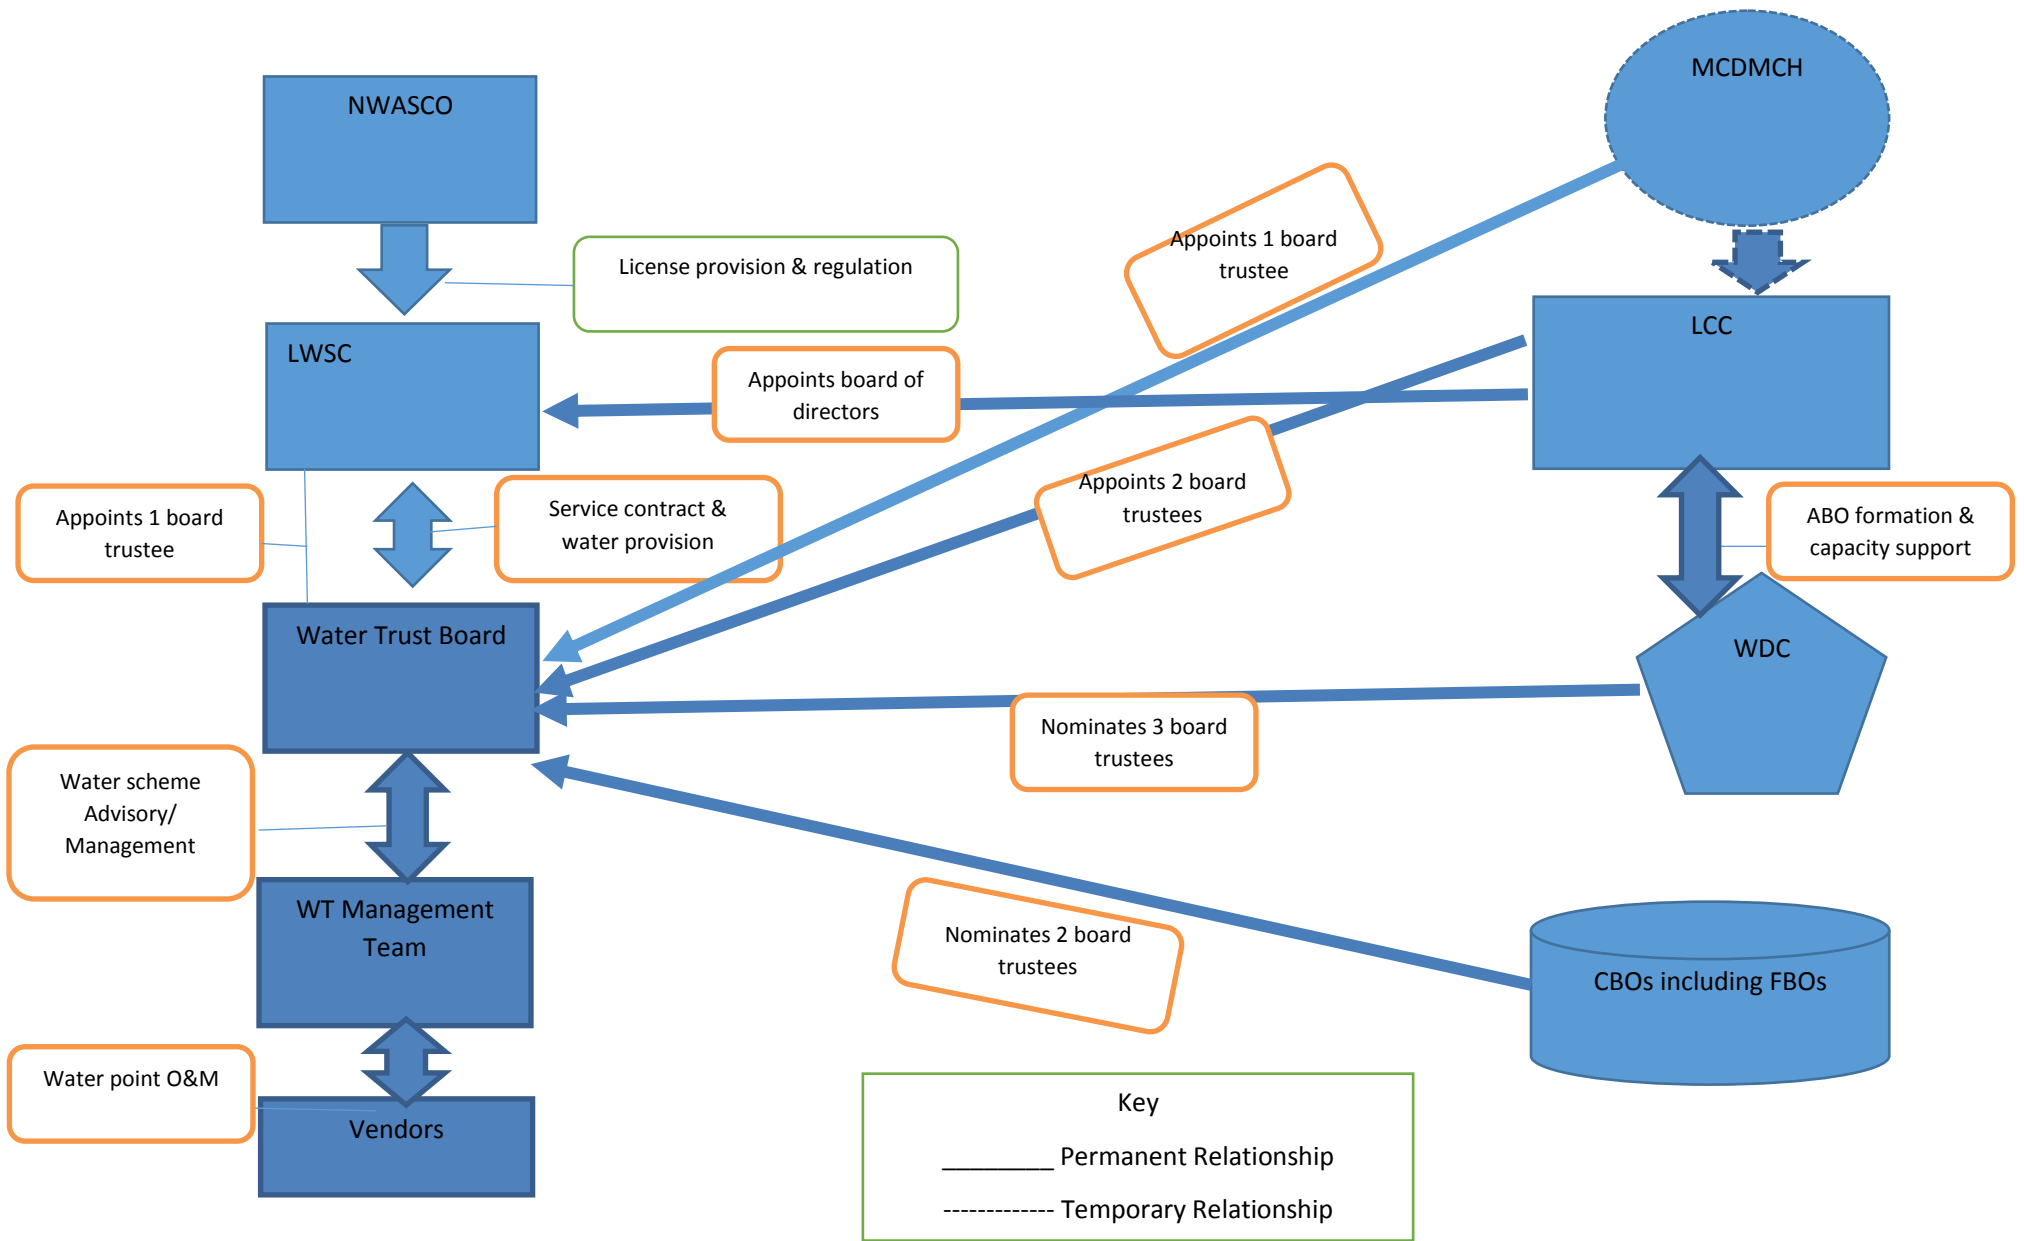 MCDMCH
NWASCO
Appoints 1 board
trustee
License provision & regulation
LCC
LWSC
Appoints board of
directors
Appoints 2 board
trustees
Appoints 1 board
trustee
Service contract &
water provision
ABO formation &
capacity support
Water Trust Board
WDC
Nominates 3 board
trustees
Water scheme
Advisory/
Management
WT Management
Team
Nominates 2 board
trustees
CBOs including FBOs
Water point O&M
Vendors
Key
________ Permanent Relationship
------------- Temporary Relationship